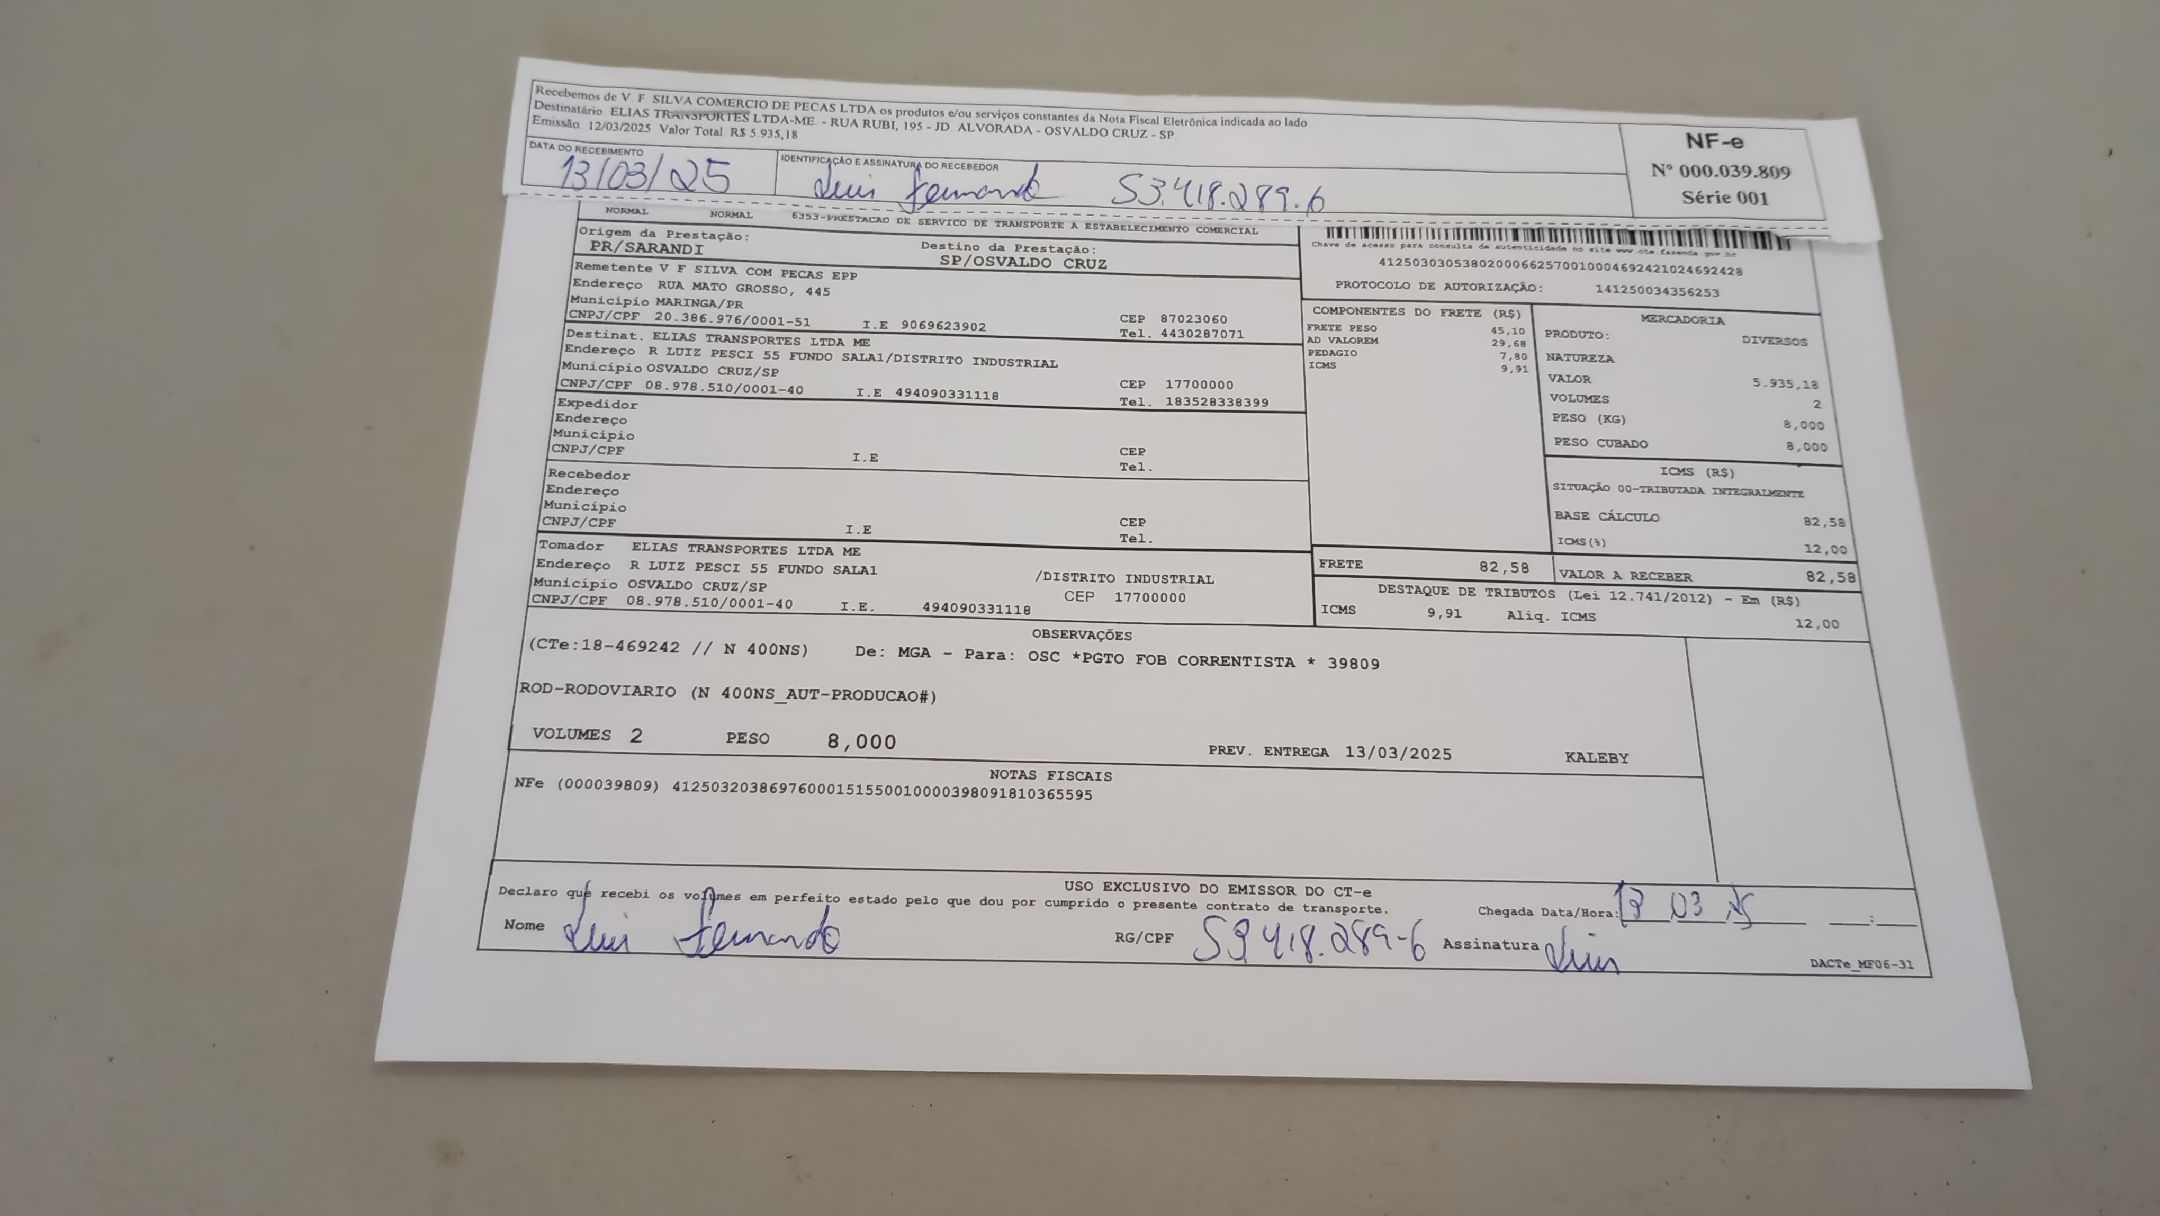 Recebemos de V. F. SILVA COMERCIO DE PECAS LTDA os produtos e/ou serviços constantes da Nota Fiscal Eletrônica indicada ao lado
Destinatário: ELIAS TRANSPORTES LTDA-ME. - RUA RUBI, 195 - JD. ALVORADA - OSVALDO CRUZ - SP.
Emissão: 12/03/2025 Valor Total: R$ 5.935,18
NF-e
Nº 000.039.809
Série 001
DATA DO RECEBIMENTO
13/03/25
IDENTIFICAÇÃO E ASSINATURA DO RECEBEDOR
Luis Fernando 53.418.289.6
NORMAL NORMAL 6353-PRESTACAO DE SERVICO DE TRANSPORTE A ESTABELECIMENTO COMERCIAL
Origem da Prestação: Destino da Prestação:
PR/SARANDI SP/OSVALDO CRUZ
Chave de acesso para consulta de autenticidade no site www.cte.fazenda.gov.br
41250303053802000662570010004692421024692428
PROTOCOLO DE AUTORIZAÇÃO: 141250034356253
Remetente V F SILVA COM PECAS EPP
Endereço RUA MATO GROSSO, 445
Município MARINGA/PR CEP 87023060
CNPJ/CPF 20.386.976/0001-51 I.E 9069623902 Tel. 4430287071
Destinat. ELIAS TRANSPORTES LTDA ME
Endereço R LUIZ PESCI 55 FUNDO SALA1/DISTRITO INDUSTRIAL
Município OSVALDO CRUZ/SP CEP 17700000
CNPJ/CPF 08.978.510/0001-40 I.E 494090331118 Tel. 183528338399
Expedidor
Endereço
Município CEP
CNPJ/CPF I.E Tel.
Recebedor
Endereço
Município CEP
CNPJ/CPF I.E Tel.
Tomador ELIAS TRANSPORTES LTDA ME
Endereço R LUIZ PESCI 55 FUNDO SALA1 /DISTRITO INDUSTRIAL
Município OSVALDO CRUZ/SP CEP 17700000
CNPJ/CPF 08.978.510/0001-40 I.E. 494090331118
COMPONENTES DO FRETE (R$)
FRETE PESO 45,10
AD VALOREM 29,68
PEDAGIO 7,80
ICMS 9,91
MERCADORIA
PRODUTO: DIVERSOS
NATUREZA
VALOR 5.935,18
VOLUMES 2
PESO (KG) 8,000
PESO CUBADO 8,000
ICMS (R$)
SITUAÇÃO 00-TRIBUTADA INTEGRALMENTE
BASE CÁLCULO 82,58
ICMS(%) 12,00
FRETE 82,58 VALOR A RECEBER 82,58
DESTAQUE DE TRIBUTOS (Lei 12.741/2012) - Em (R$)
ICMS 9,91 Aliq. ICMS 12,00
OBSERVAÇÕES
(CTe:18-469242 // N 400NS) De: MGA - Para: OSC *PGTO FOB CORRENTISTA * 39809
ROD-RODOVIARIO (N 400NS_AUT-PRODUCAO#)
VOLUMES 2 PESO 8,000 PREV. ENTREGA 13/03/2025 KALEBY
NOTAS FISCAIS
NFe (000039809) 41250320386976000151550010000398091810365595
USO EXCLUSIVO DO EMISSOR DO CT-e
Declaro que recebi os volumes em perfeito estado pelo que dou por cumprido o presente contrato de transporte. Chegada Data/Hora: 13 03 25 :
Nome Luis Fernando RG/CPF 53.418.289-6 Assinatura Luis
DACTe_MF06-31